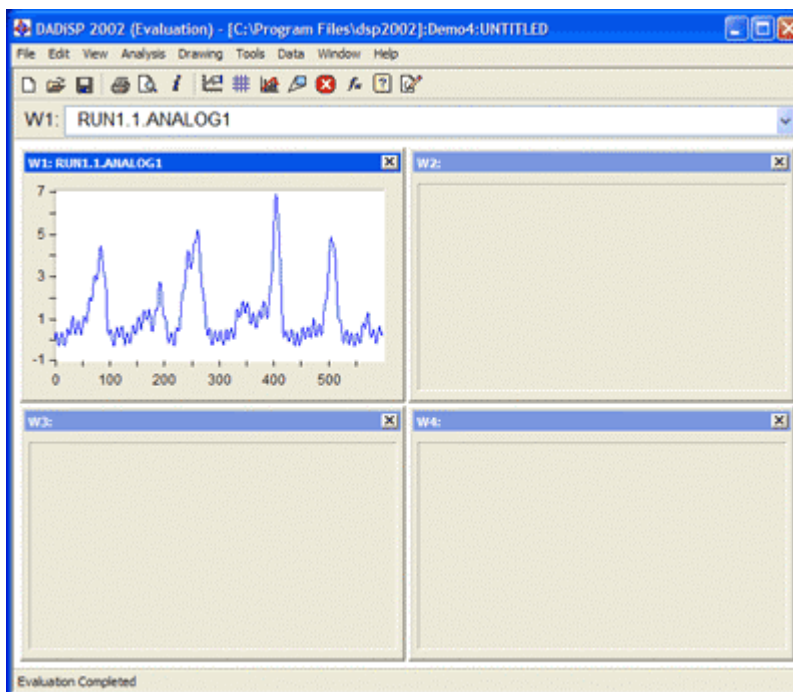 DADiSP 2002 (Evaluation) - [C:\Program Files\dsp2002]:Demo4:UNTITLED
File Edit View Analysis Drawing Tools Data Window Help
W1: RUN1.1.ANALOG1
W1: RUN1.1.ANALOG1
W2:
7
5
3
1
-1
0 100 200 300 400 500
W3:
W4:
Evaluation Completed